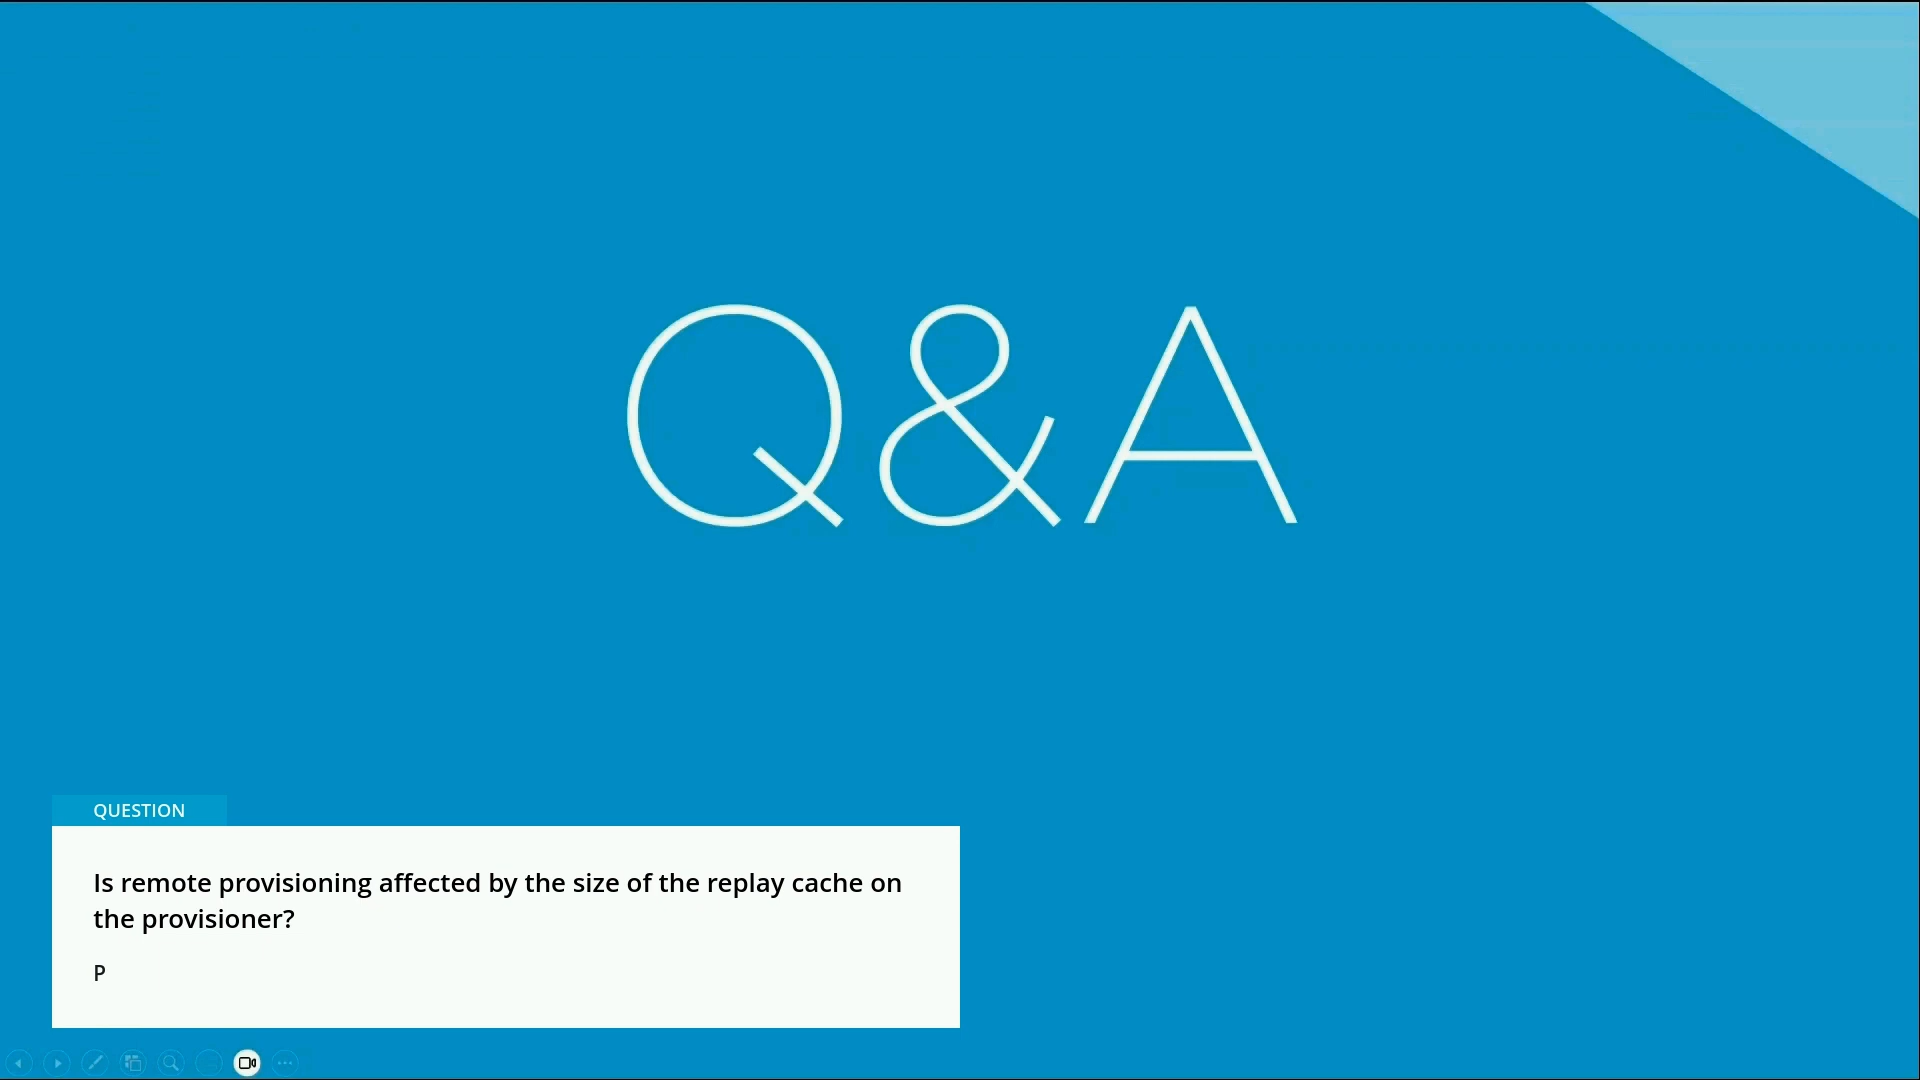 Q&A
QUESTION
Is remote provisioning affected by the size of the replay cache on
the provisioner?
P